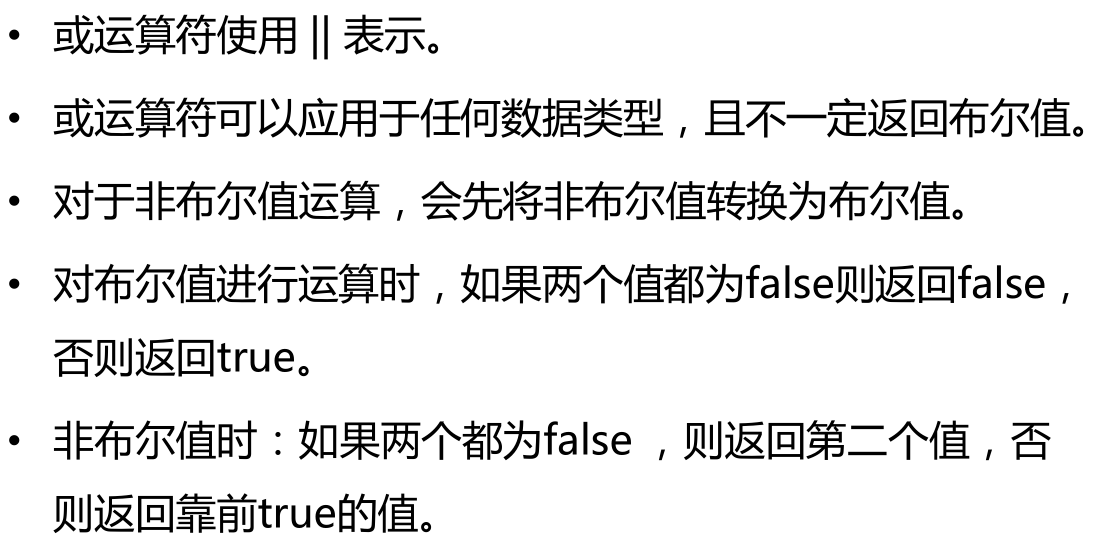 • 或运算符使用 || 表示。
• 或运算符可以应用于任何数据类型，且不一定返回布尔值。
• 对于非布尔值运算，会先将非布尔值转换为布尔值。
• 对布尔值进行运算时，如果两个值都为false则返回false，
否则返回true。
• 非布尔值时：如果两个都为false ，则返回第二个值，否
则返回靠前true的值。